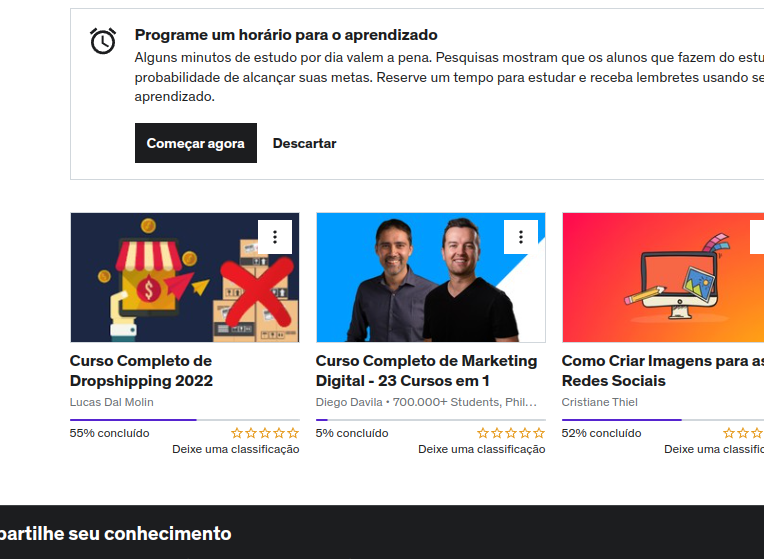 Programe um horário para o aprendizado
Alguns minutos de estudo por dia valem a pena. Pesquisas mostram que os alunos que fazem do estu
probabilidade de alcançar suas metas. Reserve um tempo para estudar e receba lembretes usando se
aprendizado.
Começar agora
Descartar
Curso Completo de
Dropshipping 2022
Lucas Dal Molin
55% concluído
Deixe uma classificação
Curso Completo de Marketing
Digital - 23 Cursos em 1
Diego Davila • 700.000+ Students, Phil...
5% concluído
Deixe uma classificação
Como Criar Imagens para as
Redes Sociais
Cristiane Thiel
52% concluído
Deixe uma classific
partilhe seu conhecimento